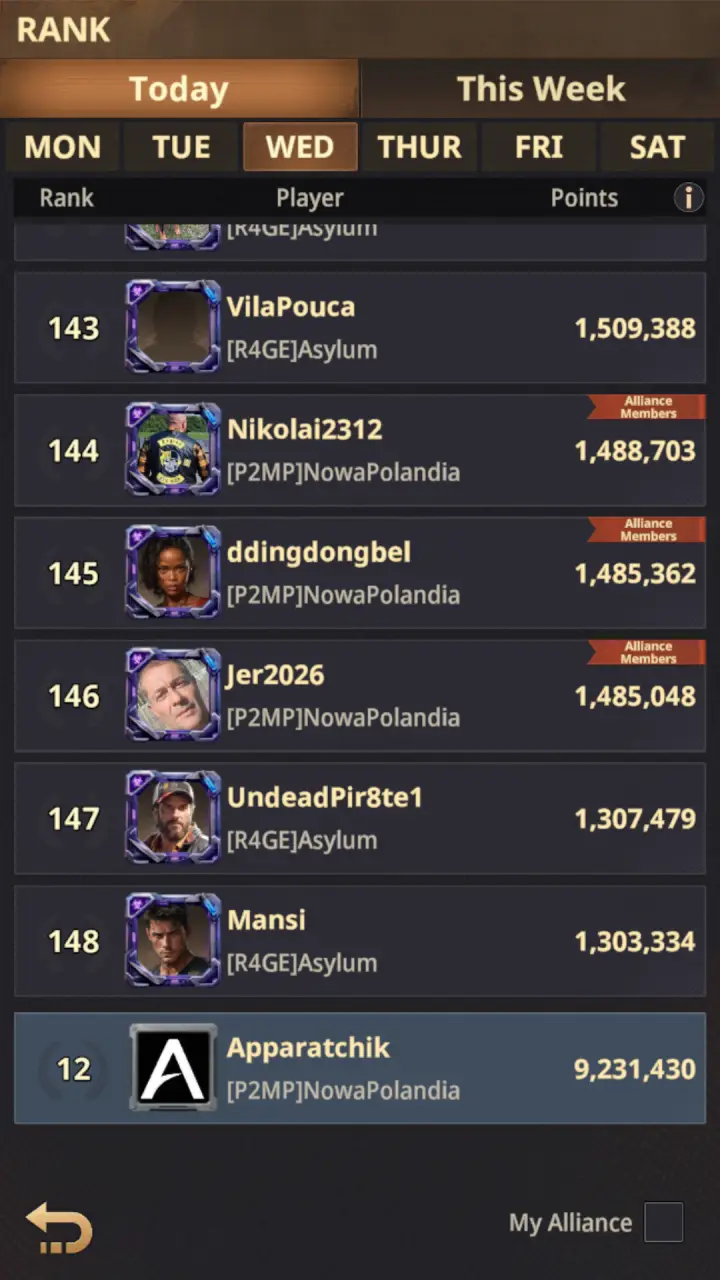 RANK
Today
This Week
MON
TUE
WED
THUR
FRI
SAT
Rank
Player
Points
[R4GE]Asylum
143
VilaPouca
[R4GE]Asylum
1,509,388
Alliance
Members
144
Nikolai2312
[P2MP]NowaPolandia
1,488,703
Alliance
Members
145
ddingdongbel
[P2MP]NowaPolandia
1,485,362
Alliance
Members
146
Jer2026
[P2MP]NowaPolandia
1,485,048
147
UndeadPir8te1
[R4GE]Asylum
1,307,479
148
Mansi
[R4GE]Asylum
1,303,334
12
Apparatchik
[P2MP]NowaPolandia
9,231,430
My Alliance